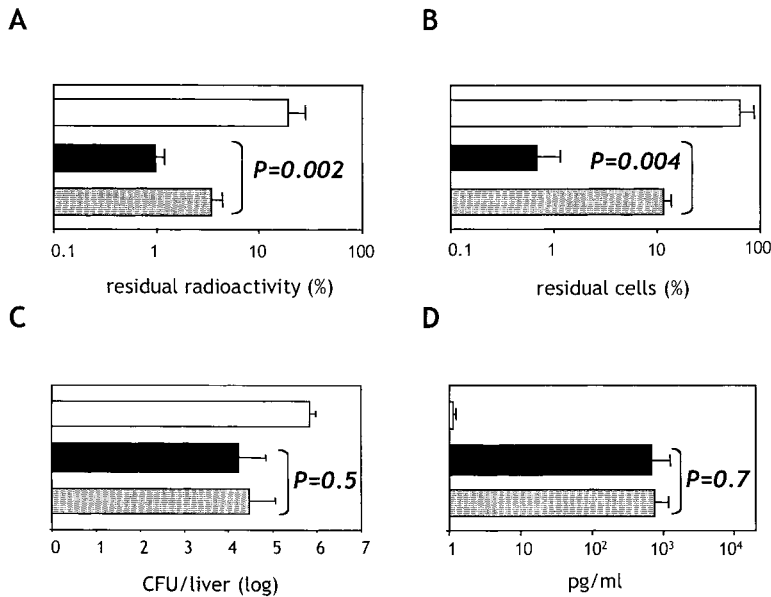 A
B
P=0.002
P=0.004
0.1 1 10 100
0.1 1 10 100
residual radioactivity (%)
residual cells (%)
C
D
P=0.5
P=0.7
0 1 2 3 4 5 6 7
1 10 10² 10³ 10⁴
CFU/liver (log)
pg/ml